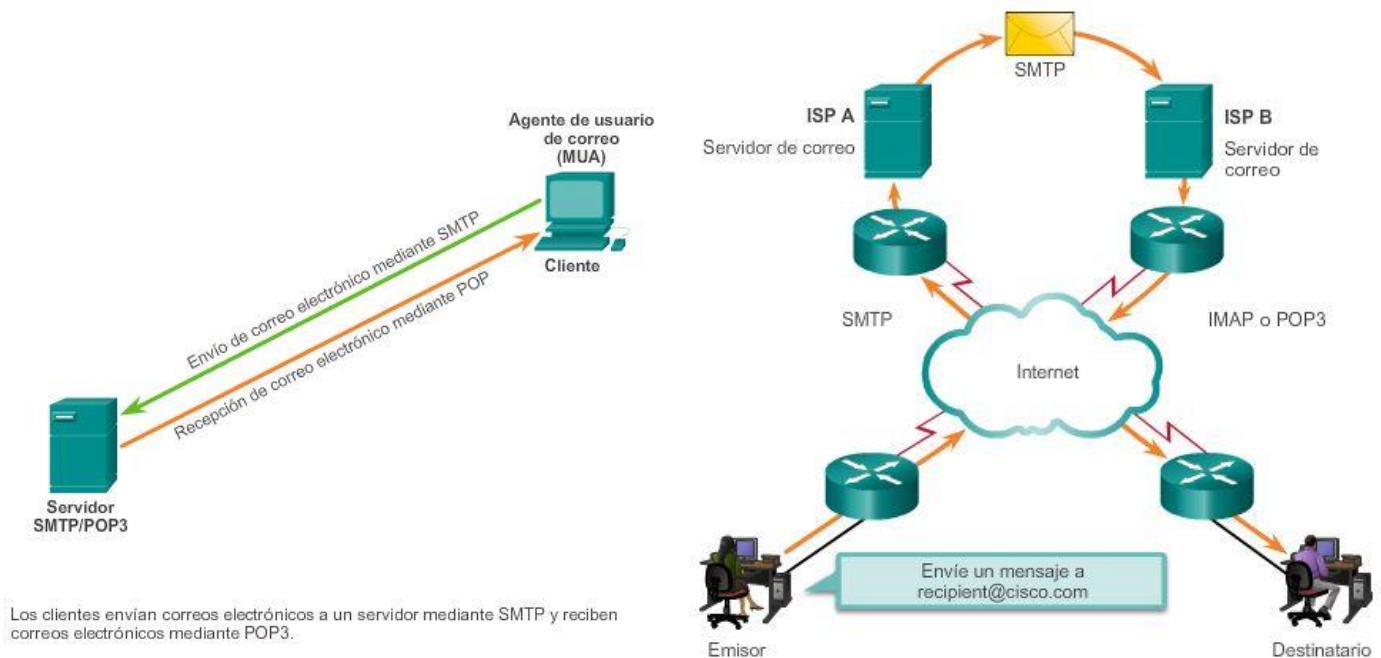 Agente de usuario
de correo
(MUA)
Cliente
Envío de correo electrónico mediante SMTP
Recepción de correo electrónico mediante POP
Servidor
SMTP/POP3
Los clientes envían correos electrónicos a un servidor mediante SMTP y reciben
correos electrónicos mediante POP3.
SMTP
ISP A
Servidor de correo
ISP B
Servidor de
correo
SMTP
IMAP o POP3
Internet
Envíe un mensaje a
recipient@cisco.com
Emisor
Destinatario